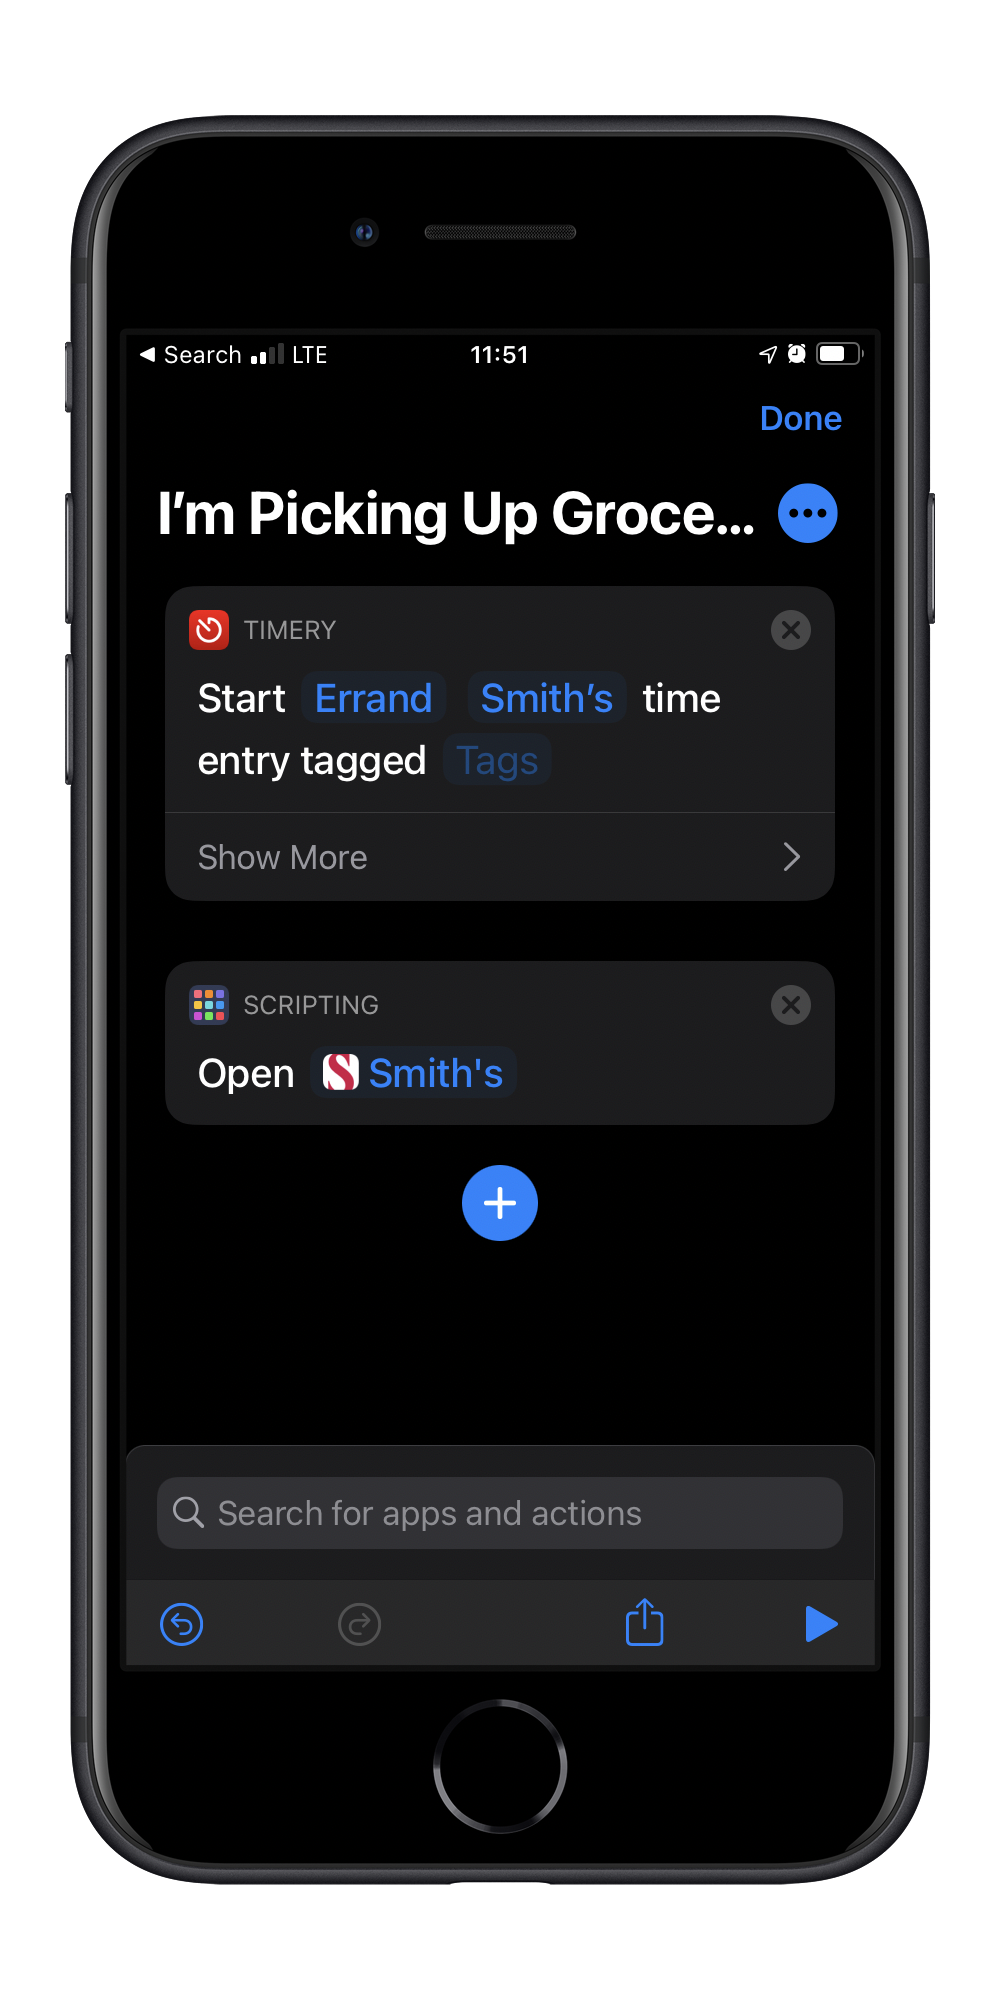 Search LTE 11:51
Done
I’m Picking Up Groce...
TIMERY
Start Errand Smith’s time
entry tagged Tags
Show More
SCRIPTING
Open Smith's
Search for apps and actions